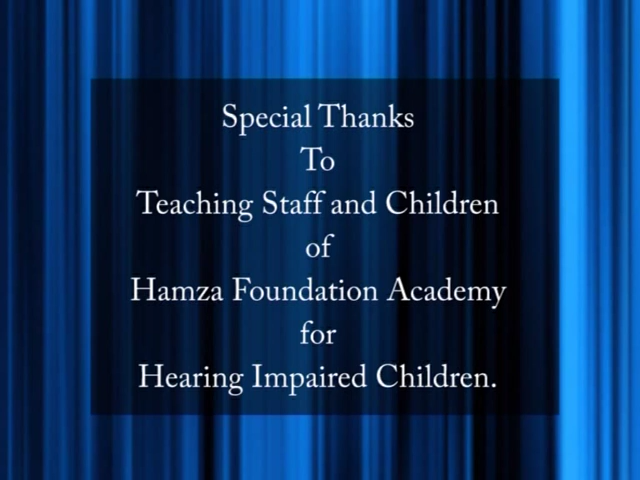 Special Thanks
To
Teaching Staff and Children
of
Hamza Foundation Academy
for
Hearing Impaired Children.